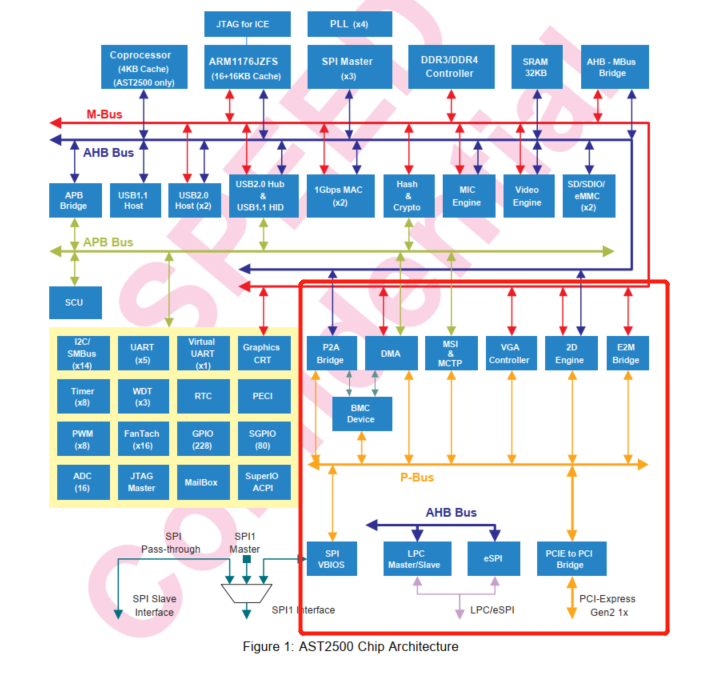 JTAG for ICE
PLL (x4)
Coprocessor
(4KB Cache)
(AST2500 only)
ARM1176JZFS
(16+16KB Cache)
SPI Master
(x3)
DDR3/DDR4
Controller
SRAM
32KB
AHB - MBus
Bridge
M-Bus
AHB Bus
APB
Bridge
USB1.1
Host
USB2.0
Host (x2)
USB2.0 Hub
&
USB1.1 HID
1Gbps MAC
(x2)
Hash
&
Crypto
MIC
Engine
Video
Engine
SD/SDIO/
eMMC
(x2)
APB Bus
SCU
I2C/
SMBus
(x14)
UART
(x5)
Virtual
UART
(x1)
Graphics
CRT
Timer
(x8)
WDT
(x3)
RTC
PECI
PWM
(x8)
FanTach
(x16)
GPIO
(228)
SGPIO
(80)
ADC
(16)
JTAG
Master
MailBox
SuperIO
ACPI
P2A
Bridge
DMA
MSI
&
MCTP
VGA
Controller
2D
Engine
E2M
Bridge
BMC
Device
P-Bus
AHB Bus
SPI
VBIOS
LPC
Master/Slave
eSPI
PCIE to PCI
Bridge
SPI
Pass-through
SPI1
Master
SPI Slave
Interface
SPI1 Interface
LPC/eSPI
PCI-Express
Gen2 1x
Figure 1: AST2500 Chip Architecture